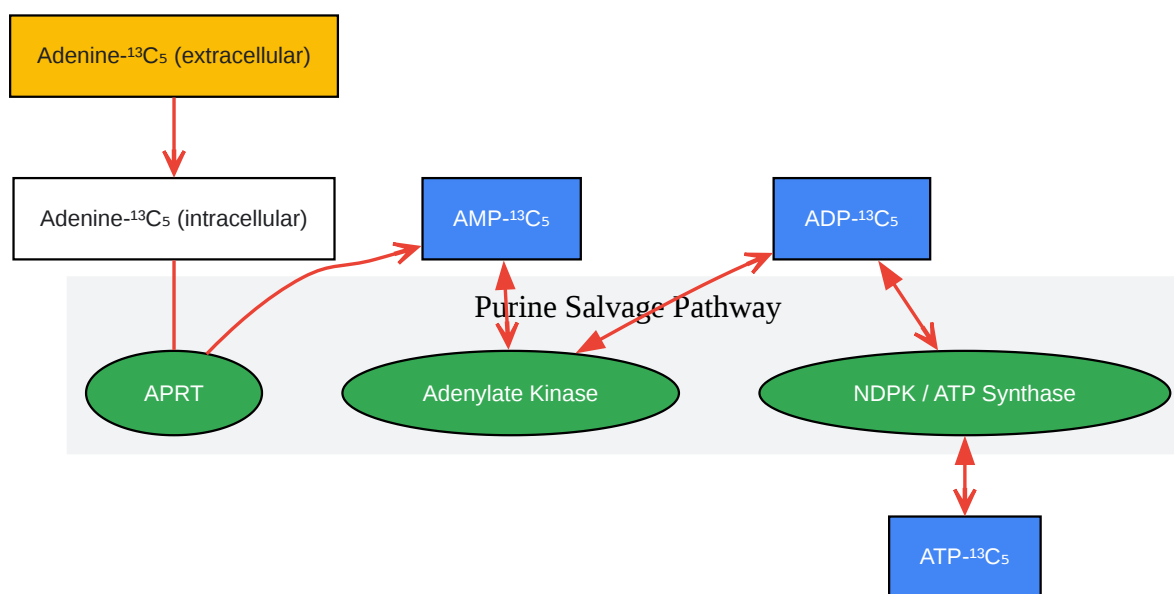 Adenine-¹³C₅ (extracellular)
Adenine-¹³C₅ (intracellular)
AMP-¹³C₅
ADP-¹³C₅
Purine Salvage Pathway
APRT
Adenylate Kinase
NDPK / ATP Synthase
ATP-¹³C₅